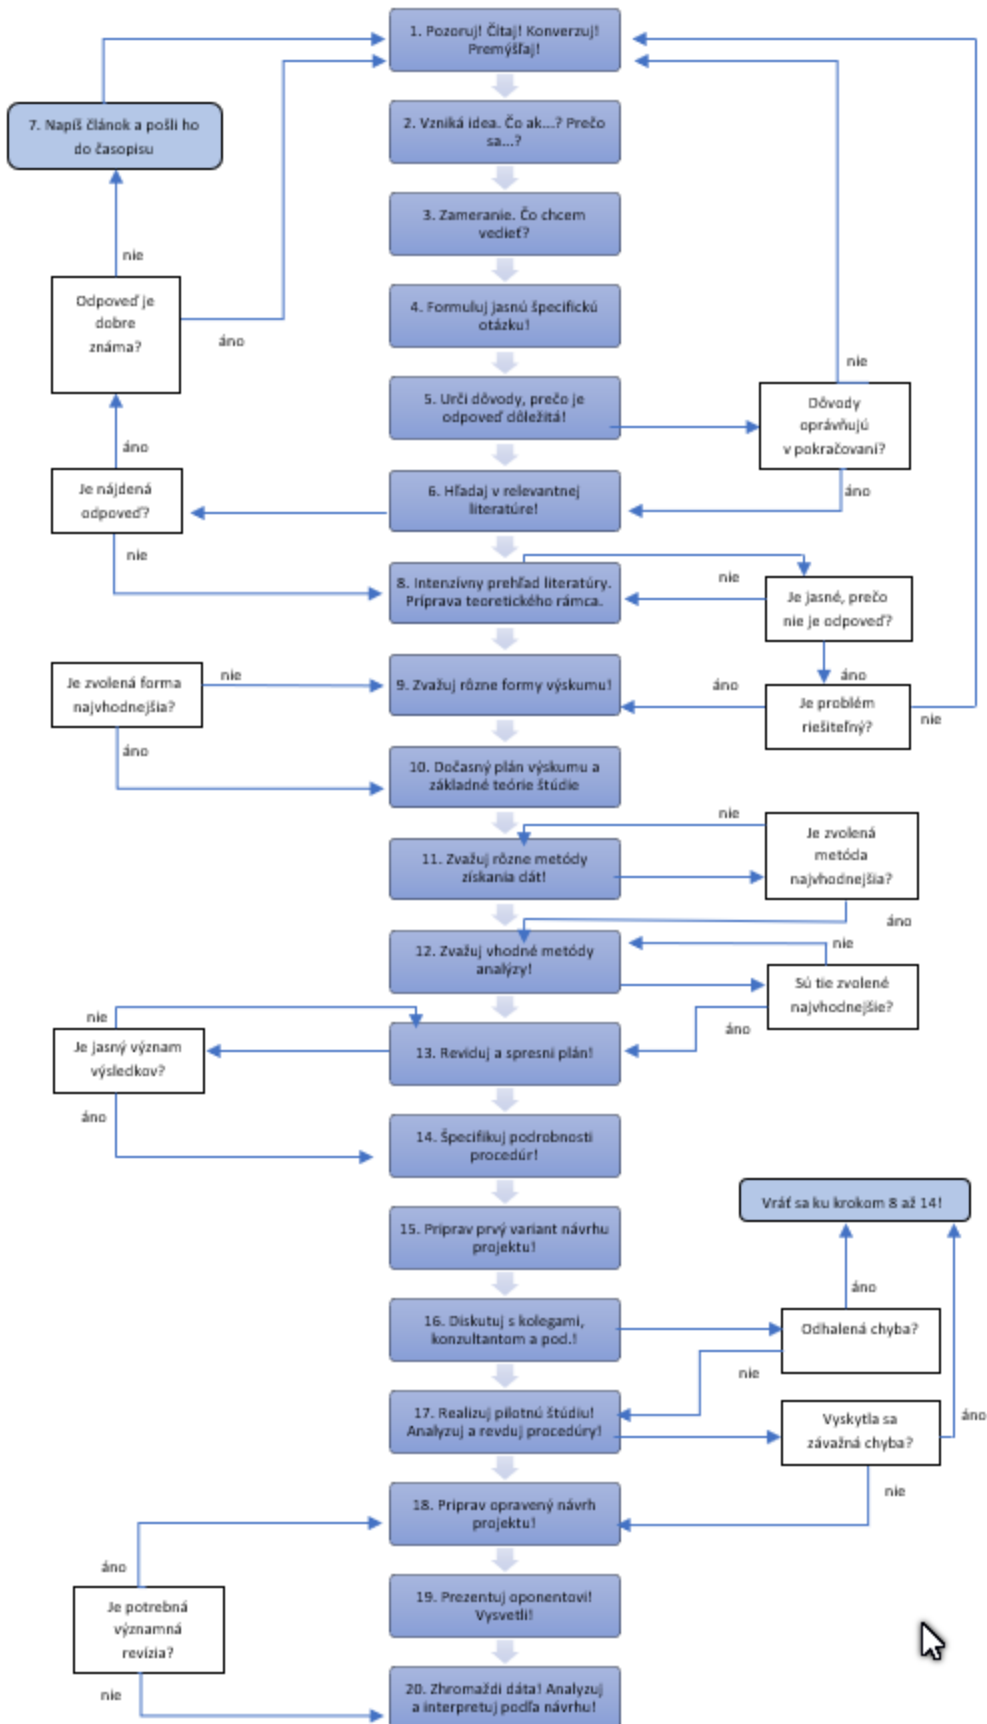 1. Pozoruj! Čítaj! Konverzuj!
Premýšľaj!
7. Napíš článok a pošli ho
do časopisu
2. Vzniká idea. Čo ak...? Prečo
sa...?
3. Zameranie. Čo chcem
vedieť?
nie
Odpoveď je
dobre
známa?
áno
4. Formuluj jasnú špecifickú
otázku!
nie
5. Urči dôvody, prečo je
odpoveď dôležitá!
Dôvody
oprávňujú
v pokračovaní?
áno
Je nájdená
odpoveď?
6. Hľadaj v relevantnej
literatúre!
áno
nie
8. Intenzívny prehľad literatúry.
Príprava teoretického rámca.
nie
Je jasné, prečo
nie je odpoveď?
áno
Je zvolená forma
najvhodnejšia?
nie
9. Zvažuj rôzne formy výskumu!
áno
Je problém
riešiteľný?
nie
áno
10. Dočasný plán výskumu a
základné teórie štúdie
nie
Je zvolená
metóda
najvhodnejšia?
11. Zvažuj rôzne metódy
získania dát!
áno
12. Zvažuj vhodné metódy
analýzy!
nie
Sú tie zvolené
najvhodnejšie?
áno
nie
Je jasný význam
výsledkov?
13. Reviduj a spresni plán!
áno
14. Špecifikuj podrobnosti
procedúr!
Vráť sa ku krokom 8 až 14!
15. Priprav prvý variant návrhu
projektu!
áno
16. Diskutuj s kolegami,
konzultantom a pod.!
Odhalená chyba?
nie
17. Realizuj pilotnú štúdiu!
Analyzuj a revduj procedúry!
Vyskytla sa
závažná chyba?
áno
nie
18. Priprav opravený návrh
projektu!
áno
19. Prezentuj oponentovi!
Vysvetli!
Je potrebná
významná
revízia?
nie
20. Zhromaždi dáta! Analyzuj
a interpretuj podľa návrhu!